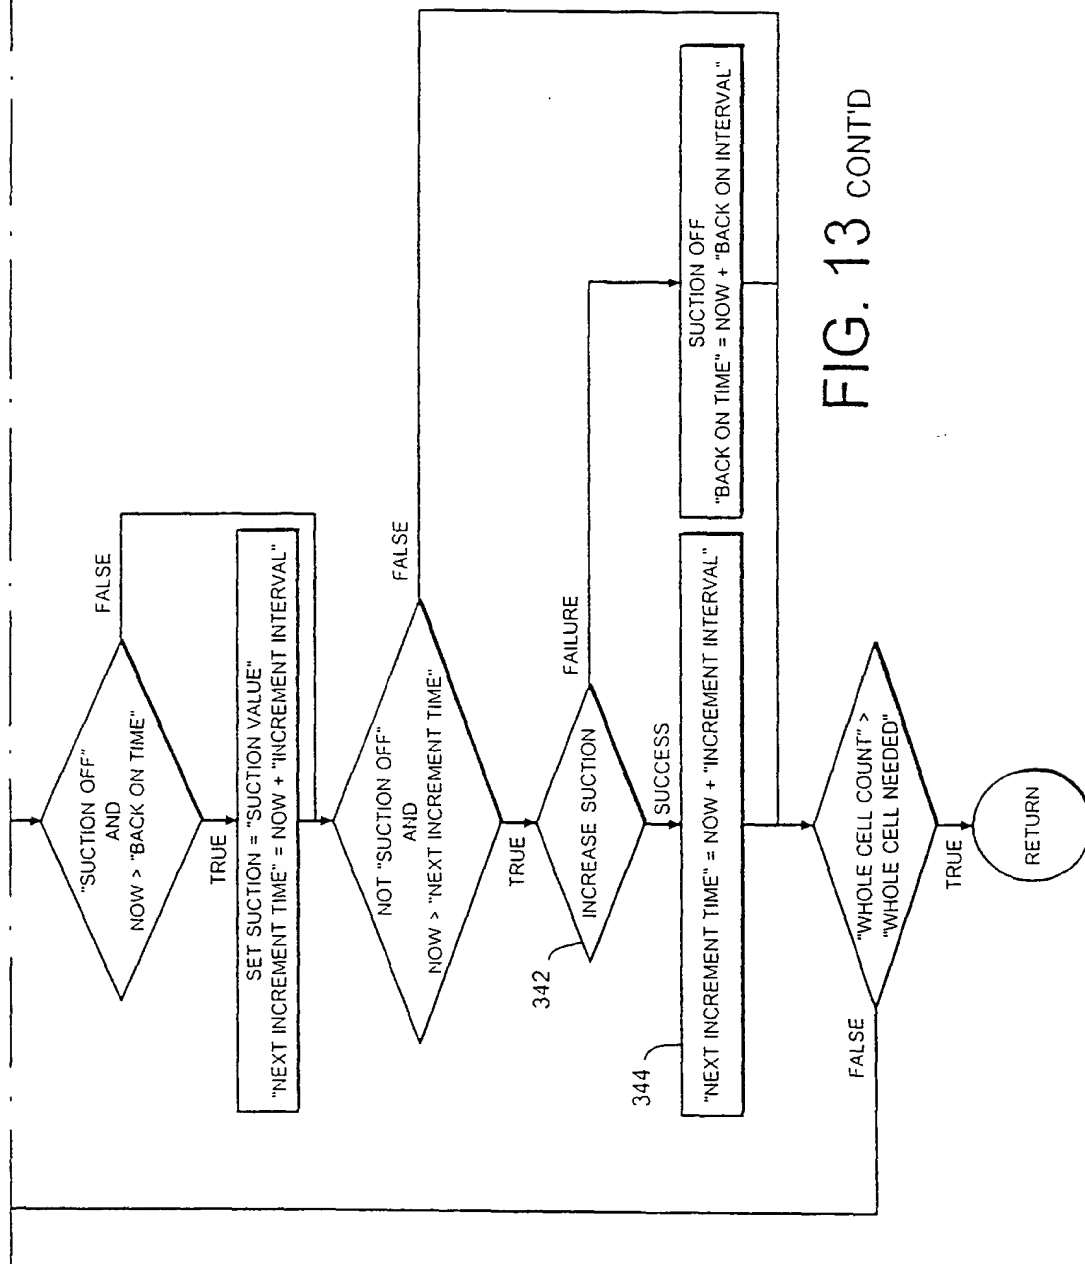 "SUCTION OFF"
AND
NOW > "BACK ON TIME"
FALSE
TRUE
SET SUCTION = "SUCTION VALUE"
"NEXT INCREMENT TIME" = NOW + "INCREMENT INTERVAL"
NOT "SUCTION OFF"
AND
NOW > "NEXT INCREMENT TIME"
FALSE
TRUE
INCREASE SUCTION
342
FAILURE
SUCCESS
344
"NEXT INCREMENT TIME" = NOW + "INCREMENT INTERVAL"
SUCTION OFF
"BACK ON TIME" = NOW + "BACK ON INTERVAL"
"WHOLE CELL COUNT" >
"WHOLE CELL NEEDED"
FALSE
TRUE
RETURN
FIG. 13 CONT'D